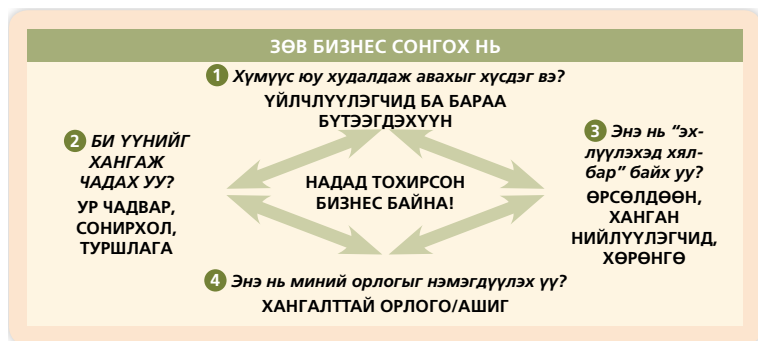 ЗӨВ БИЗНЕС СОНГОХ НЬ
1 Хүмүүс юу худалдаж авахыг хүсдэг вэ?
ҮЙЛЧЛҮҮЛЭГЧИД БА БАРАА
БҮТЭЭГДЭХҮҮН
2 БИ ҮҮНИЙГ
ХАНГАЖ
ЧАДАХ УУ?
УР ЧАДВАР,
СОНИРХОЛ,
ТУРШЛАГА
НАДАД ТОХИРСОН
БИЗНЕС БАЙНА!
3 Энэ нь “эх-
лүүлэхэд хял-
бар” байх уу?
ӨРСӨЛДӨӨН,
ХАНГАН
НИЙЛҮҮЛЭГЧИД,
ХӨРӨНГӨ
4 Энэ нь миний орлогыг нэмэгдүүлэх үү?
ХАНГАЛТТАЙ ОРЛОГО/АШИГ